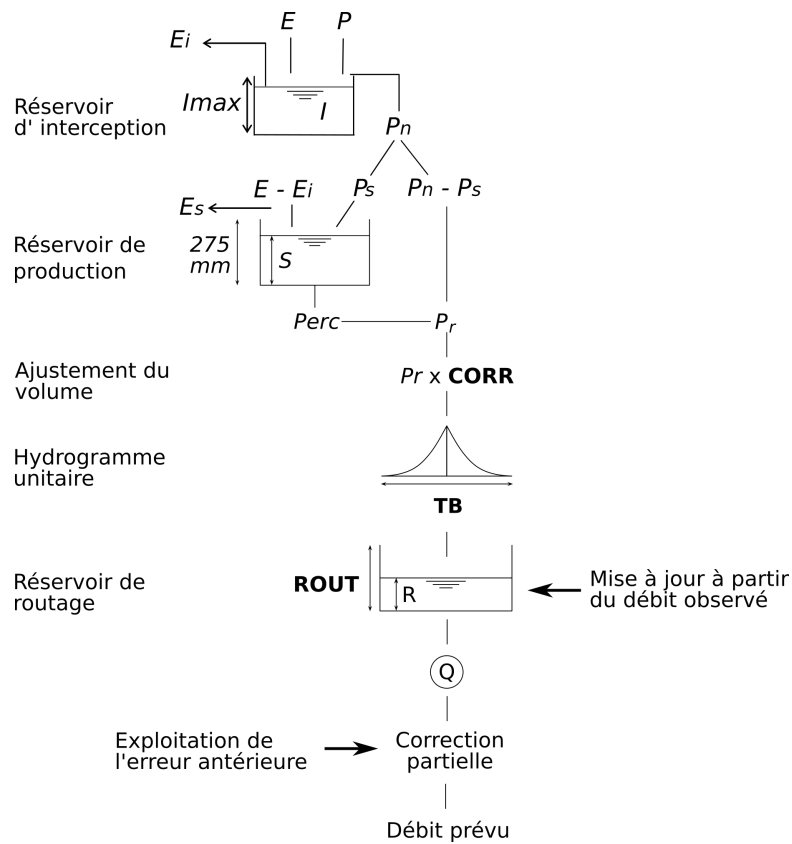 E P
Ei
Imax
I
Réservoir
d' interception
Pn
E - Ei Ps Pn - Ps
Es
Réservoir de
production
275
mm
S
Perc
Pr
Ajustement du
volume
Pr x CORR
Hydrogramme
unitaire
TB
Réservoir de
routage
ROUT
R
Mise à jour à partir
du débit observé
Q
Exploitation de
l'erreur antérieure
Correction
partielle
Débit prévu